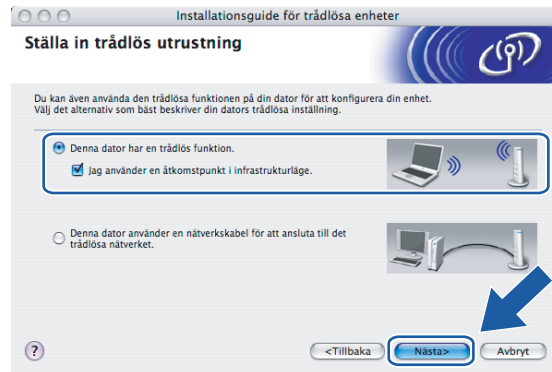 Installationsguide för trådlösa enheter
Ställa in trådlös utrustning
Du kan även använda den trådlösa funktionen på din dator för att konfigurera din enhet.
Välj det alternativ som bäst beskriver din dators trådlösa inställning.
Denna dator har en trådlös funktion.
Jag använder en åtkomstpunkt i infrastrukturläge.
Denna dator använder en nätverkskabel för att ansluta till det
trådlösa nätverket.
?
<Tillbaka
Nästa>
Avbryt